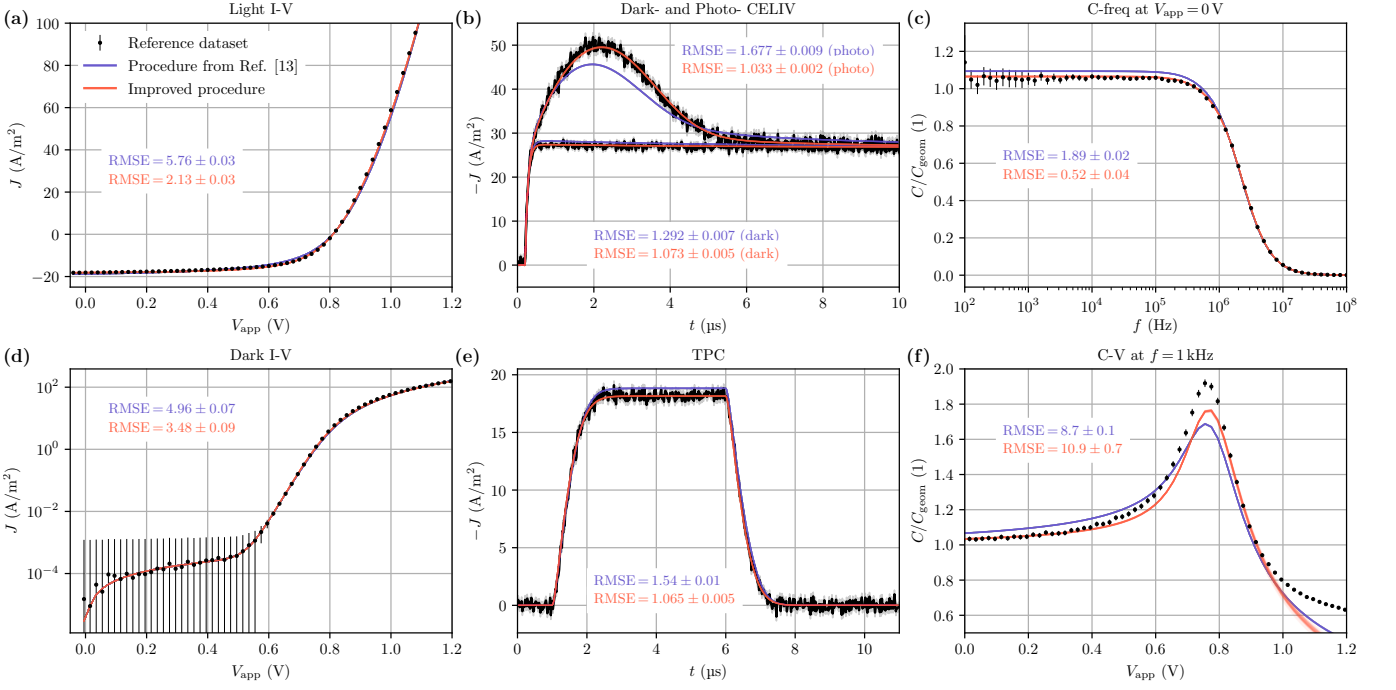 (a)
Light I-V
Reference dataset
Procedure from Ref. [13]
Improved procedure
RMSE = 5.76 ± 0.03
RMSE = 2.13 ± 0.03
J (A/m²)
100
80
60
40
20
0
−20
0.0 0.2 0.4 0.6 0.8 1.0 1.2
V_app (V)
(b)
Dark- and Photo- CELIV
RMSE = 1.677 ± 0.009 (photo)
RMSE = 1.033 ± 0.002 (photo)
RMSE = 1.292 ± 0.007 (dark)
RMSE = 1.073 ± 0.005 (dark)
−J (A/m²)
50
40
30
20
10
0
0 2 4 6 8 10
t (µs)
(c)
C-freq at V_app = 0 V
RMSE = 1.89 ± 0.02
RMSE = 0.52 ± 0.04
C/C_geom (1)
1.2
1.0
0.8
0.6
0.4
0.2
0.0
10² 10³ 10⁴ 10⁵ 10⁶ 10⁷ 10⁸
f (Hz)
(d)
Dark I-V
RMSE = 4.96 ± 0.07
RMSE = 3.48 ± 0.09
J (A/m²)
10²
10⁰
10⁻²
10⁻⁴
0.0 0.2 0.4 0.6 0.8 1.0 1.2
V_app (V)
(e)
TPC
RMSE = 1.54 ± 0.01
RMSE = 1.065 ± 0.005
−J (A/m²)
20
15
10
5
0
0 2 4 6 8 10
t (µs)
(f)
C-V at f = 1 kHz
RMSE = 8.7 ± 0.1
RMSE = 10.9 ± 0.7
C/C_geom (1)
2.0
1.8
1.6
1.4
1.2
1.0
0.8
0.6
0.0 0.2 0.4 0.6 0.8 1.0 1.2
V_app (V)